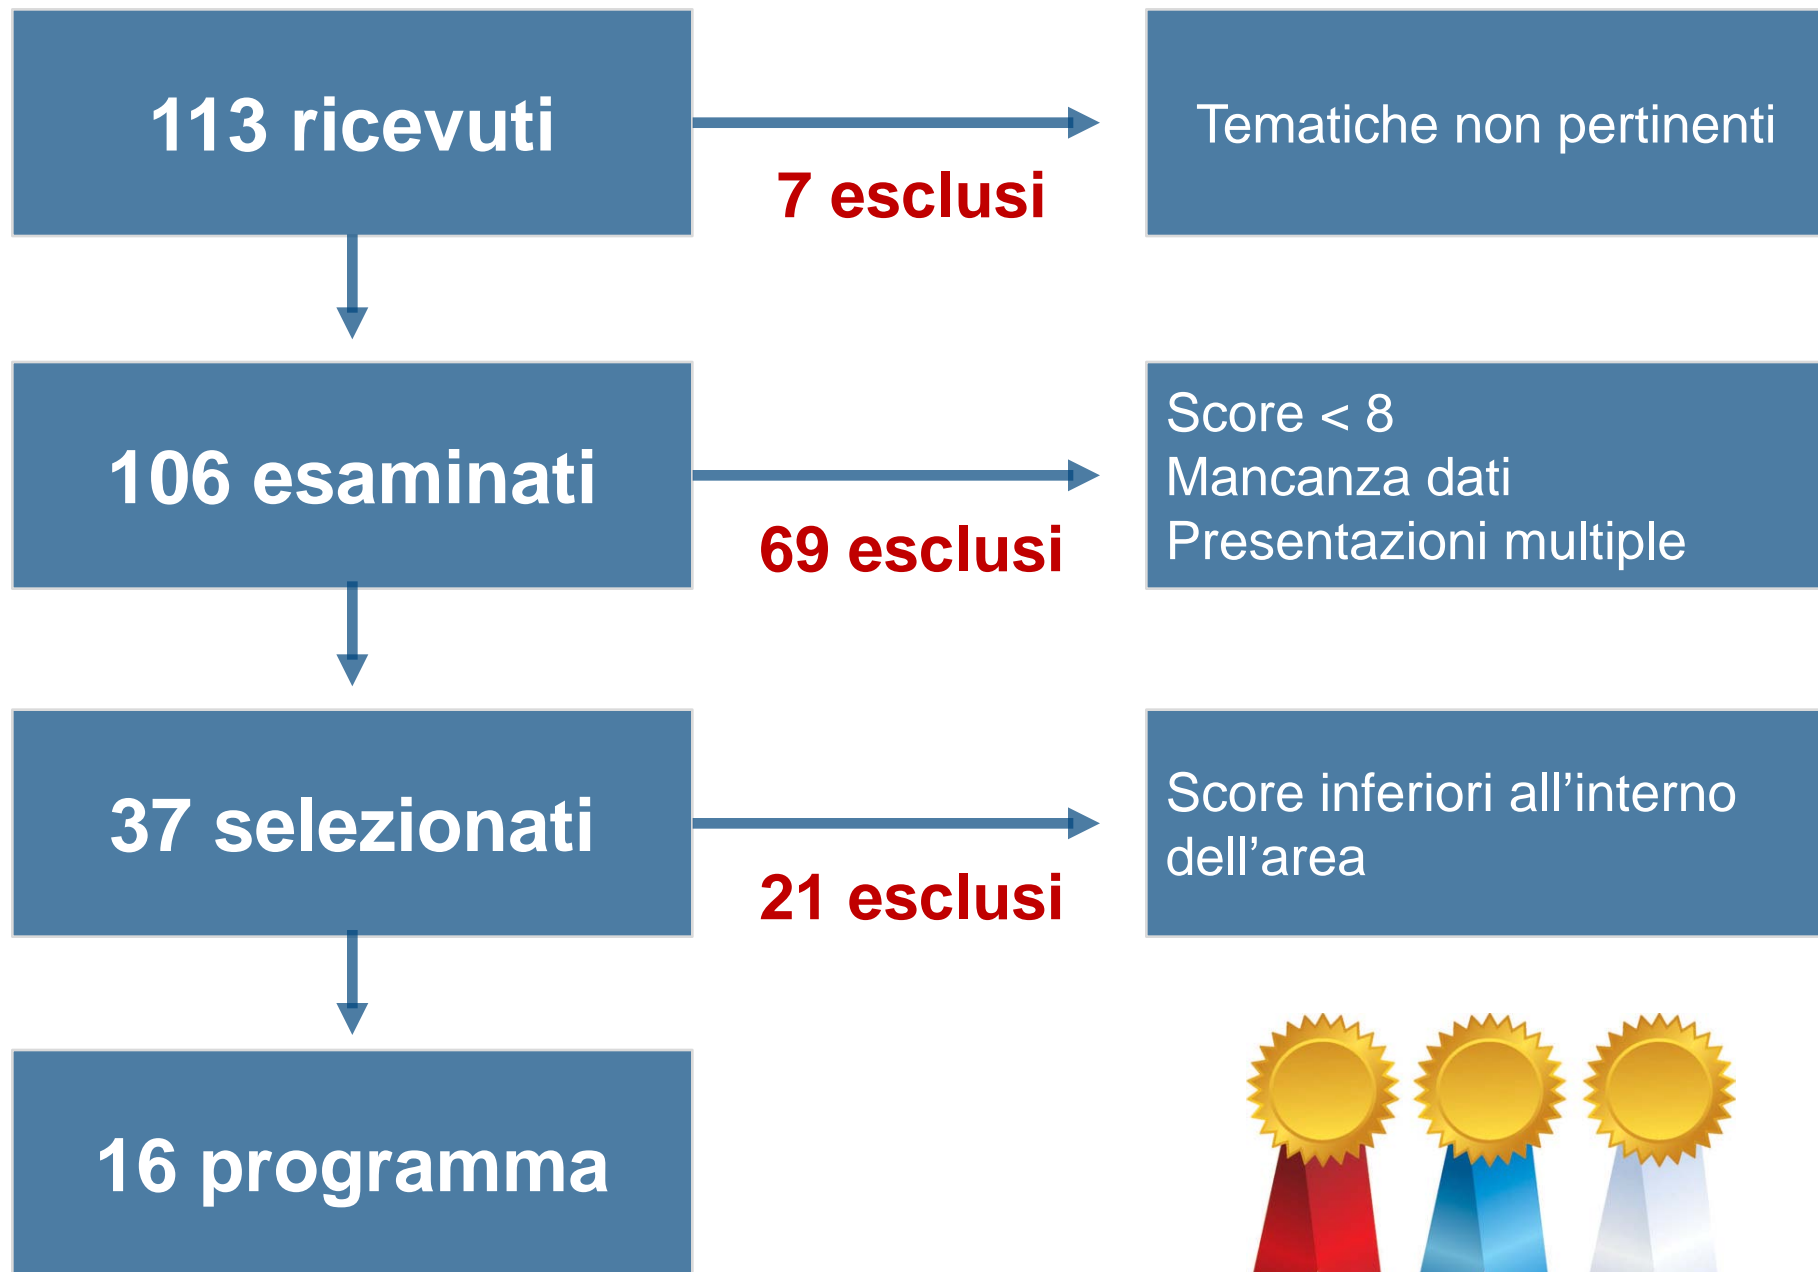 113 ricevuti
Tematiche non pertinenti
7 esclusi
106 esaminati
Score < 8
Mancanza dati
Presentazioni multiple
69 esclusi
37 selezionati
Score inferiori all’interno
dell’area
21 esclusi
16 programma